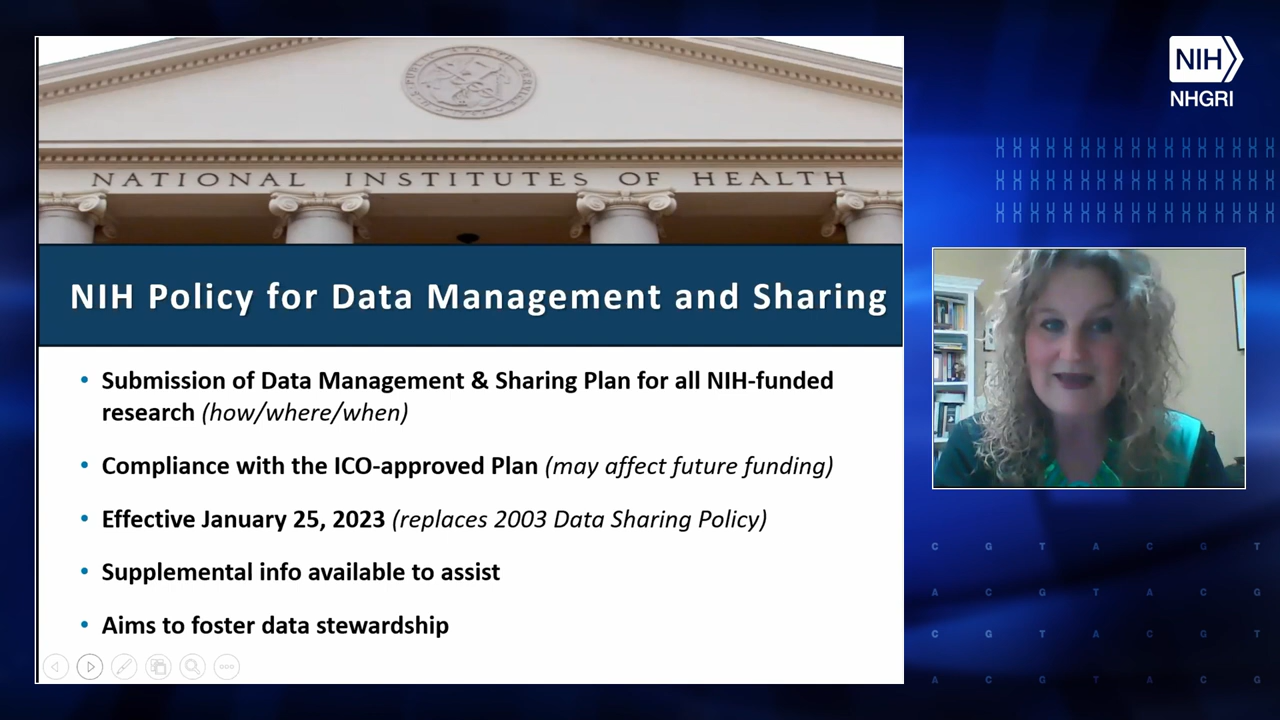 NIH
NHGRI
NATIONAL INSTITUTES OF HEALTH
NIH Policy for Data Management and Sharing
• Submission of Data Management & Sharing Plan for all NIH-funded
research (how/where/when)
• Compliance with the ICO-approved Plan (may affect future funding)
• Effective January 25, 2023 (replaces 2003 Data Sharing Policy)
• Supplemental info available to assist
• Aims to foster data stewardship
C G T A C G T
A C G T A C G
C G T A C G T
A C G T A C G